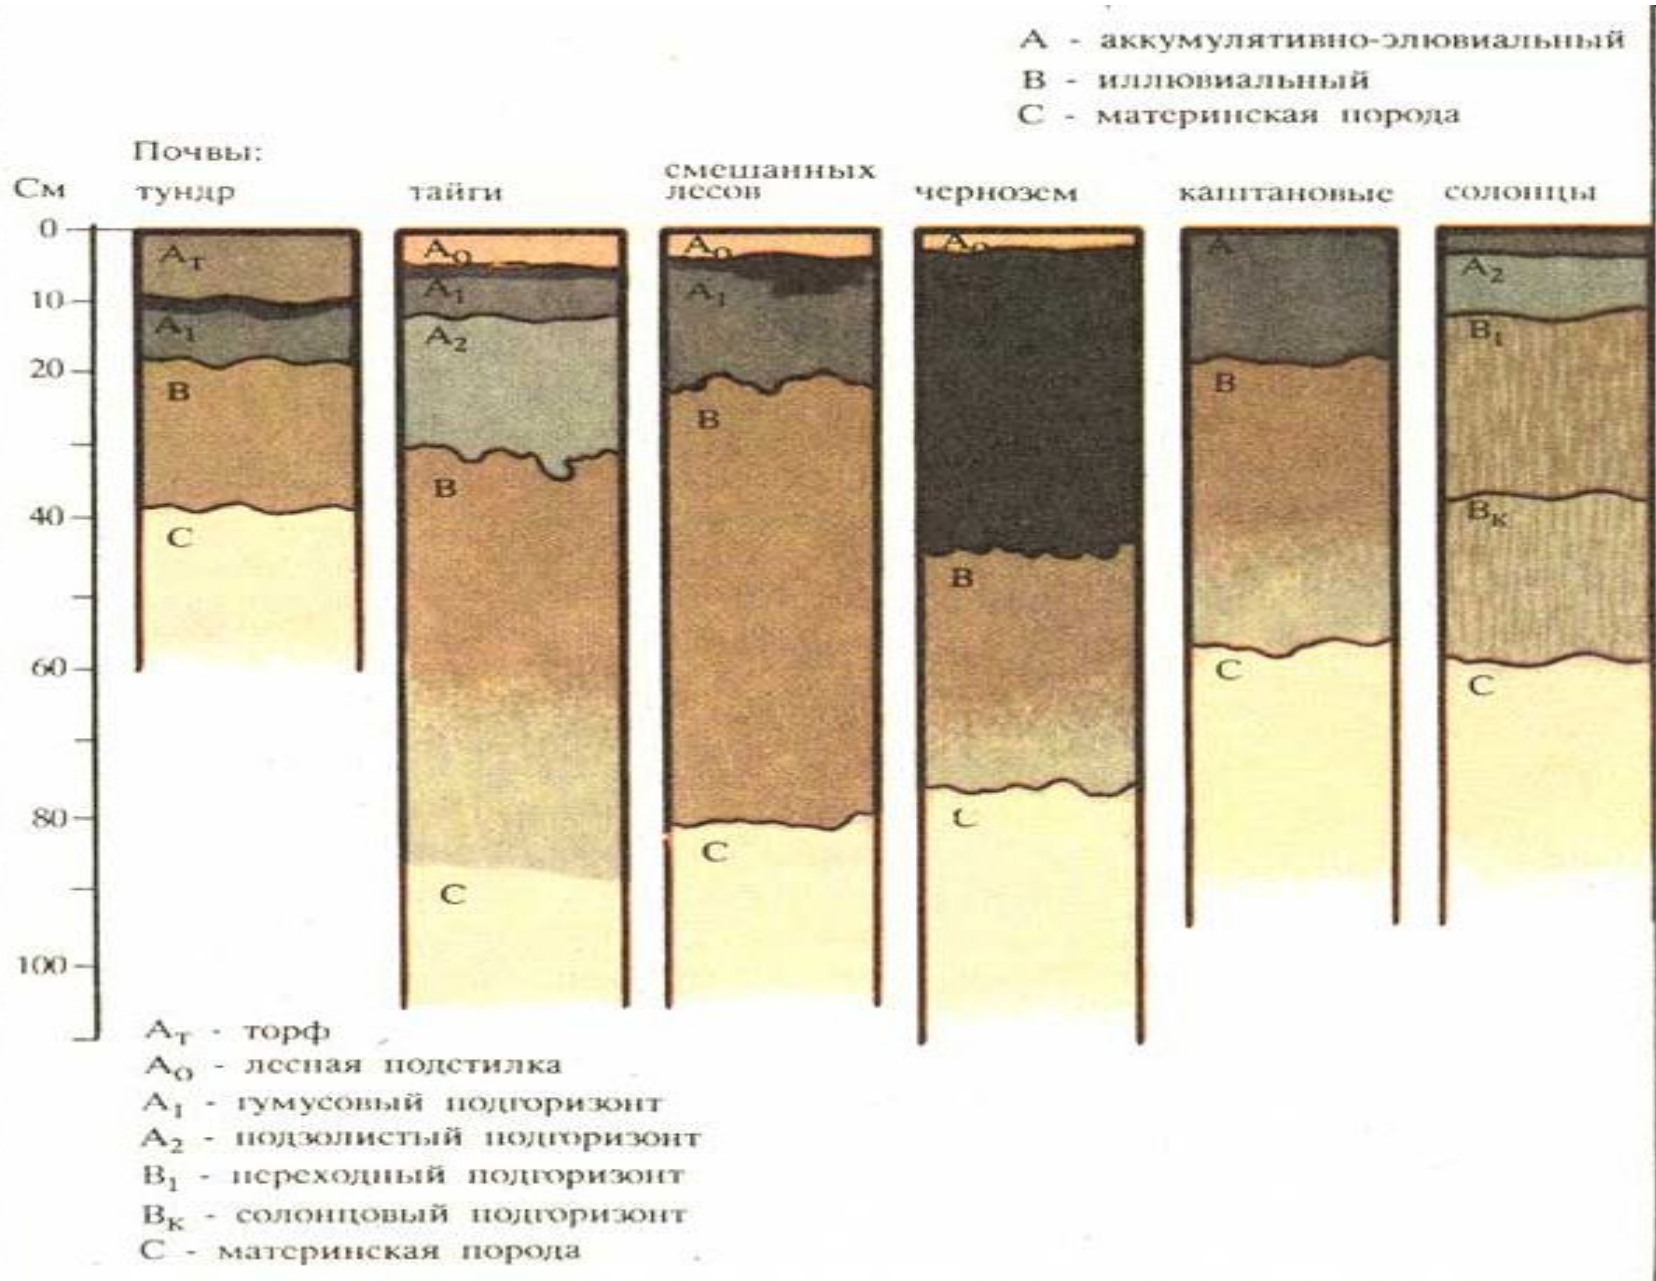 А - аккумулятивно-элювиальный
В - иллювиальный
С - материнская порода
Почвы:
См
тундр
тайги
смешанных
лесов
чернозем
каштановые
солонцы
0
10
20
40
60
80
100
Ат
А1
В
С
А0
А1
А2
В
С
А0
А1
В
С
А0
В
С
А
В
С
А2
В1
Вк
С
Ат - торф
А0 - лесная подстилка
А1 - гумусовый подгоризонт
А2 - подзолистый подгоризонт
В1 - переходный подгоризонт
Вк - солонцовый подгоризонт
С - материнская порода